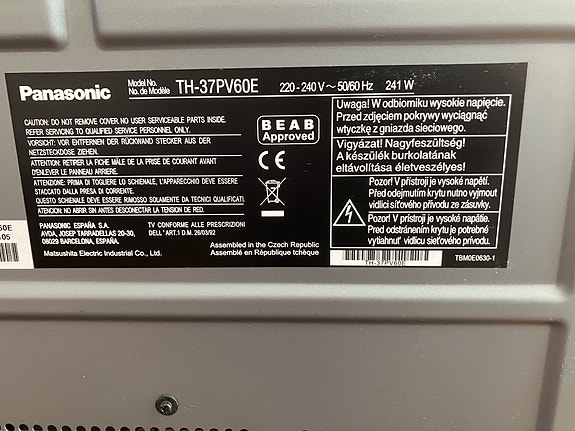 Panasonic
Model No.
No. de Modèle
TH-37PV60E
220-240 V~50/60 Hz 241 W
CAUTION: DO NOT REMOVE COVER. NO USER SERVICEABLE PARTS INSIDE.
REFER SERVICING TO QUALIFIED SERVICE PERSONNEL ONLY.
VORSICHT: VOR ENTFERNEN DER RÜCKWAND STECKER AUS DER
NETZSTECKDOSE ZIEHEN.
ATTENTION: RETIRER LA FICHE MÂLE DE LA PRISE DE COURANT AVANT
D'ENLEVER LE PANNEAU ARRIERE.
ATTENZIONE: PRIMA DI TOGLIERE LO SCHIENALE, L'APPARECCHIO DEVE ESSERE
STACCATO DALLA PRESA DI CORRENTE.
QUESTO SCHIENALE DEVE ESSERE RIMOSSO SOLAMENTE DA TECNICI QUALIFICATI.
ATENCION: NO ABRIR SIN ANTES DESCONECTAR LA TENSION DE RED.
PANASONIC ESPAÑA S.A.
AVDA, JOSEP TARRADELLAS 20-30,
08029 BARCELONA, ESPAÑA.
TV CONFORME ALLE PRESCRIZIONI
DELL' ART.1 D.M. 26/03/92
Matsushita Electric Industrial Co., Ltd.
Assembled in the Czech Republic
Assemblé en République tchèque
BEAB
Approved
CE
Uwaga! W odbiorniku wysokie napięcie.
Przed zdjęciem pokrywy wyciągnąć
wtyczkę z gniazda sieciowego.
Vigyázat! Nagyfeszültség!
A készülék burkolatának
eltávolítása életveszélyes!
Pozor! V přístroji je vysoké napětí.
Před odejmutím krytu nejdříve vyjmout
vidlici síťového přívodu ze zásuvky.
Pozor! V prístroji je vysoké napätie.
Pred odstránením krytu je potrebné
vytiahnuť vidlicu sieťového prívodu.
TH-37PV60E
TBM0E0630-1
60E